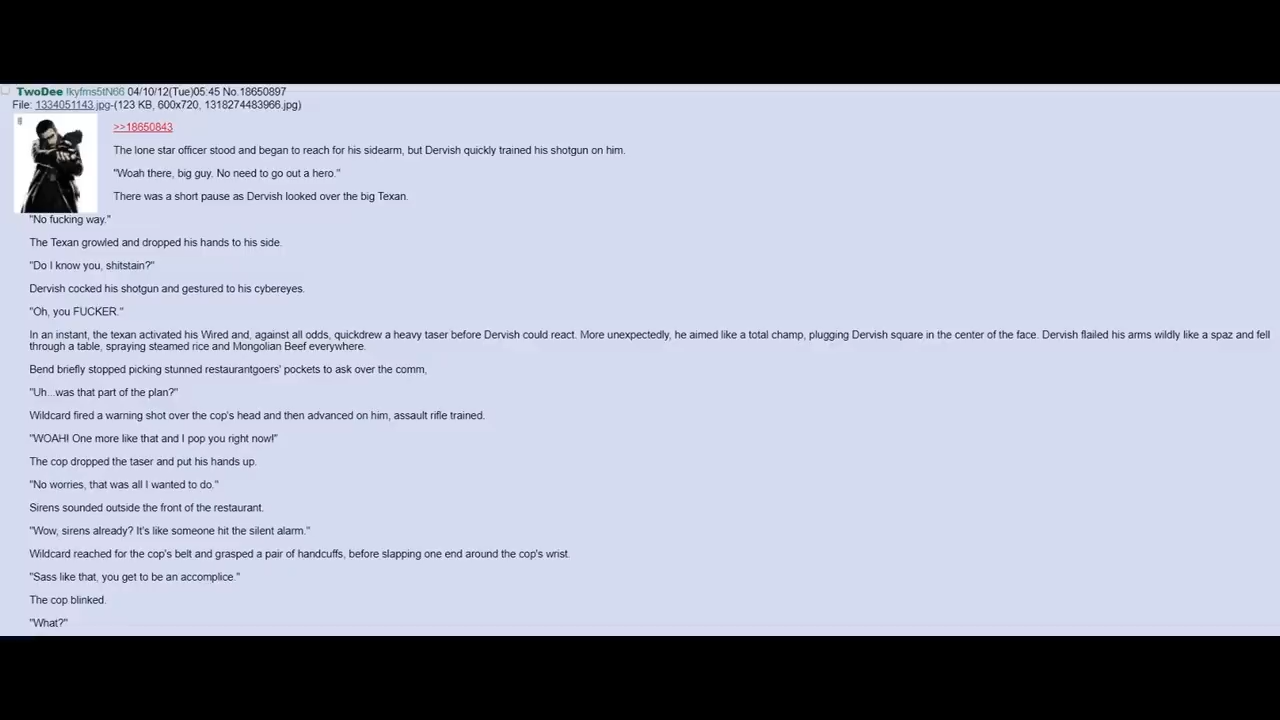 TwoDee !kyfms5tN66 04/10/12(Tue)05:45 No.18650897
File: 1334051143.jpg-(123 KB, 600x720, 1318274483966.jpg)
>>18650843
The lone star officer stood and began to reach for his sidearm, but Dervish quickly trained his shotgun on him.
"Woah there, big guy. No need to go out a hero."
There was a short pause as Dervish looked over the big Texan.
"No fucking way."
The Texan growled and dropped his hands to his side.
"Do I know you, shitstain?"
Dervish cocked his shotgun and gestured to his cybereyes.
"Oh, you FUCKER."
In an instant, the texan activated his Wired and, against all odds, quickdrew a heavy taser before Dervish could react. More unexpectedly, he aimed like a total champ, plugging Dervish square in the center of the face. Dervish flailed his arms wildly like a spaz and fell
through a table, spraying steamed rice and Mongolian Beef everywhere.
Bend briefly stopped picking stunned restaurantgoers' pockets to ask over the comm,
"Uh...was that part of the plan?"
Wildcard fired a warning shot over the cop's head and then advanced on him, assault rifle trained.
"WOAH! One more like that and I pop you right now!"
The cop dropped the taser and put his hands up.
"No worries, that was all I wanted to do."
Sirens sounded outside the front of the restaurant.
"Wow, sirens already? It's like someone hit the silent alarm."
Wildcard reached for the cop's belt and grasped a pair of handcuffs, before slapping one end around the cop's wrist.
"Sass like that, you get to be an accomplice."
The cop blinked.
"What?"